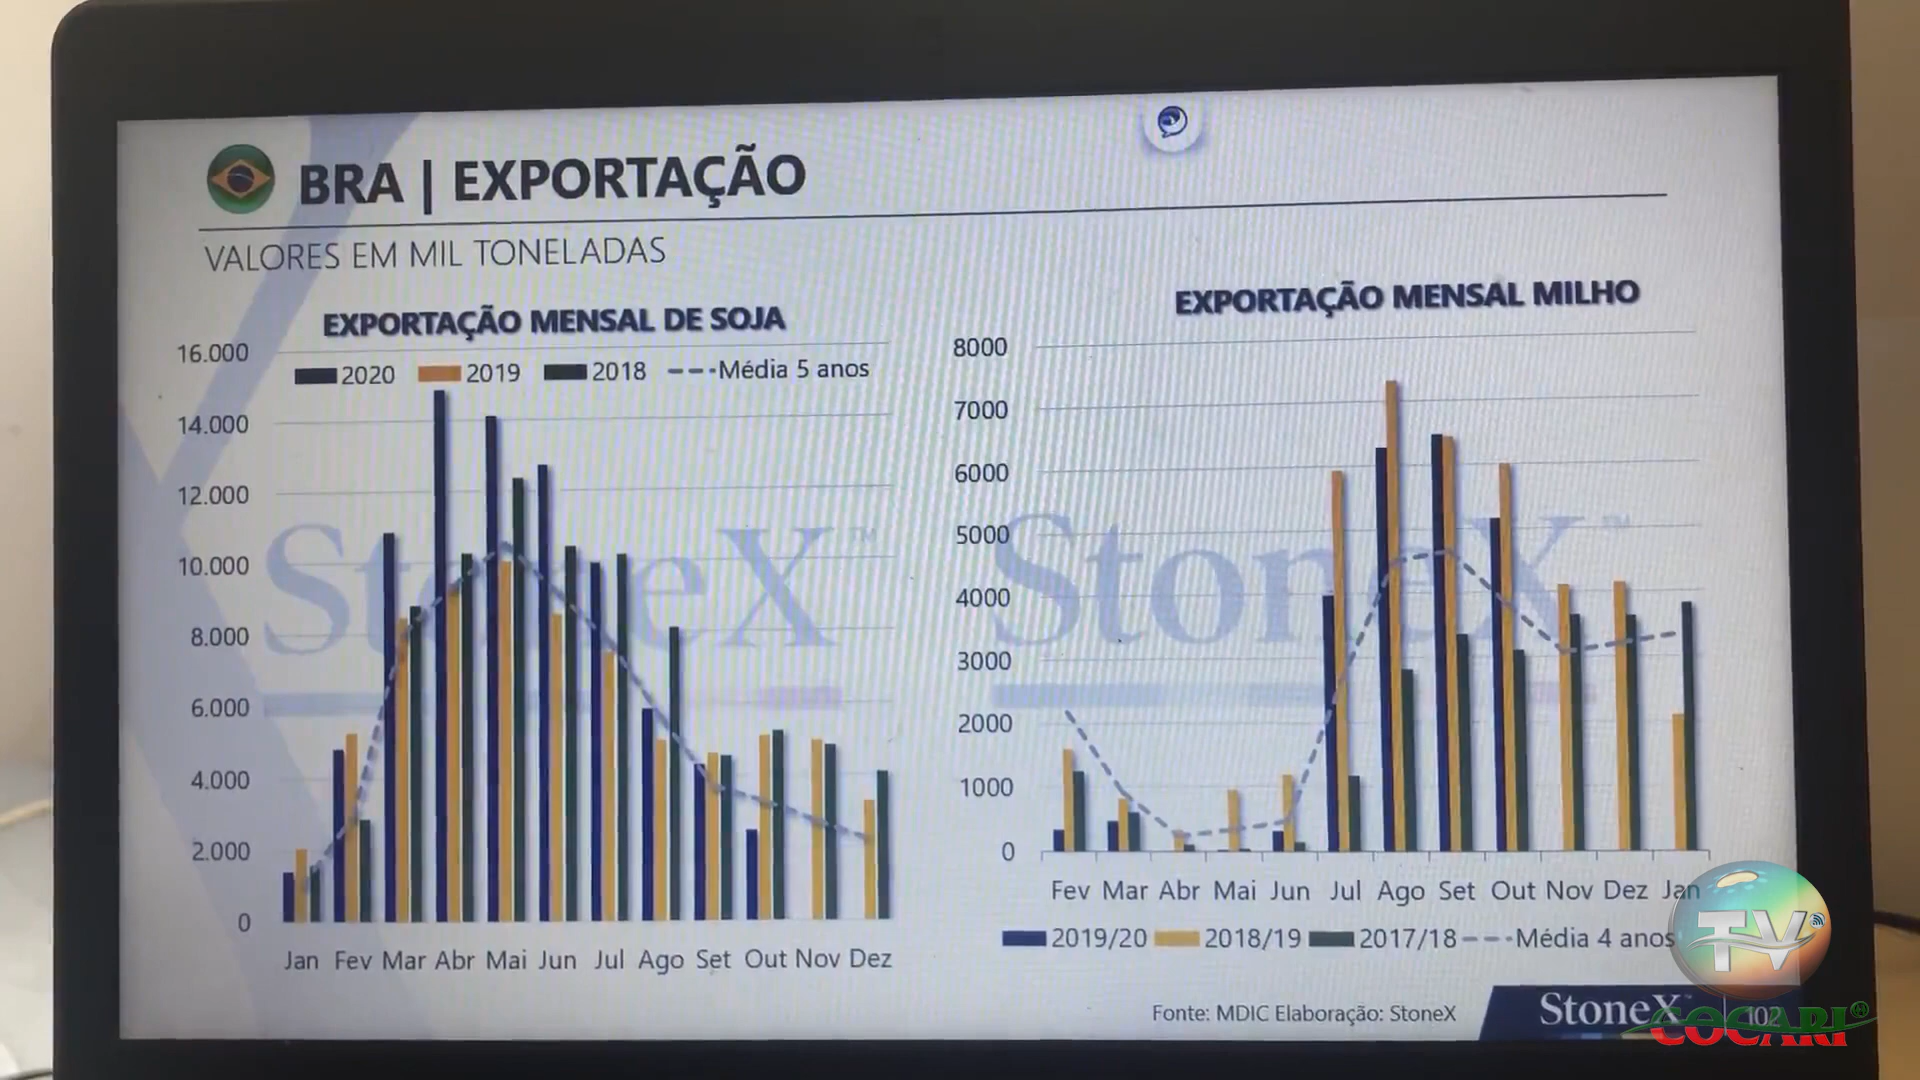 BRA | EXPORTAÇÃO
VALORES EM MIL TONELADAS
EXPORTAÇÃO MENSAL DE SOJA
16.000
2020 2019 2018 Média 5 anos
14.000
12.000
10.000
8.000
6.000
4.000
2.000
0
Jan Fev Mar Abr Mai Jun Jul Ago Set Out Nov Dez
StoneX™
EXPORTAÇÃO MENSAL MILHO
8000
7000
6000
5000
4000
3000
2000
1000
0
Fev Mar Abr Mai Jun Jul Ago Set Out Nov Dez Jan
2019/20 2018/19 2017/18 Média 4 anos
StoneX™
Fonte: MDIC Elaboração: StoneX
StoneX™ 102
TV
COCARI®